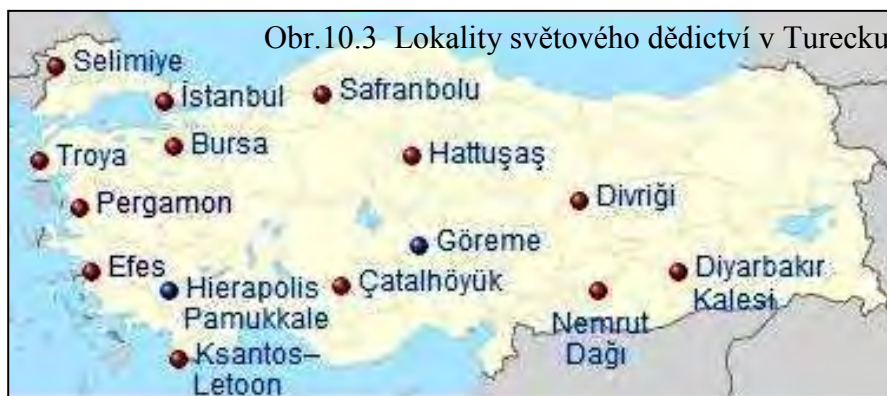 Obr.10.3 Lokality světového dědictví v Turecku
Selimiye
İstanbul
Safranbolu
Bursa
Troya
Hattuşaş
Pergamon
Divriği
Göreme
Efes
Hierapolis
Pamukkale
Çatalhöyük
Diyarbakır
Kalesi
Nemrut
Dağı
Ksantos–
Letoon